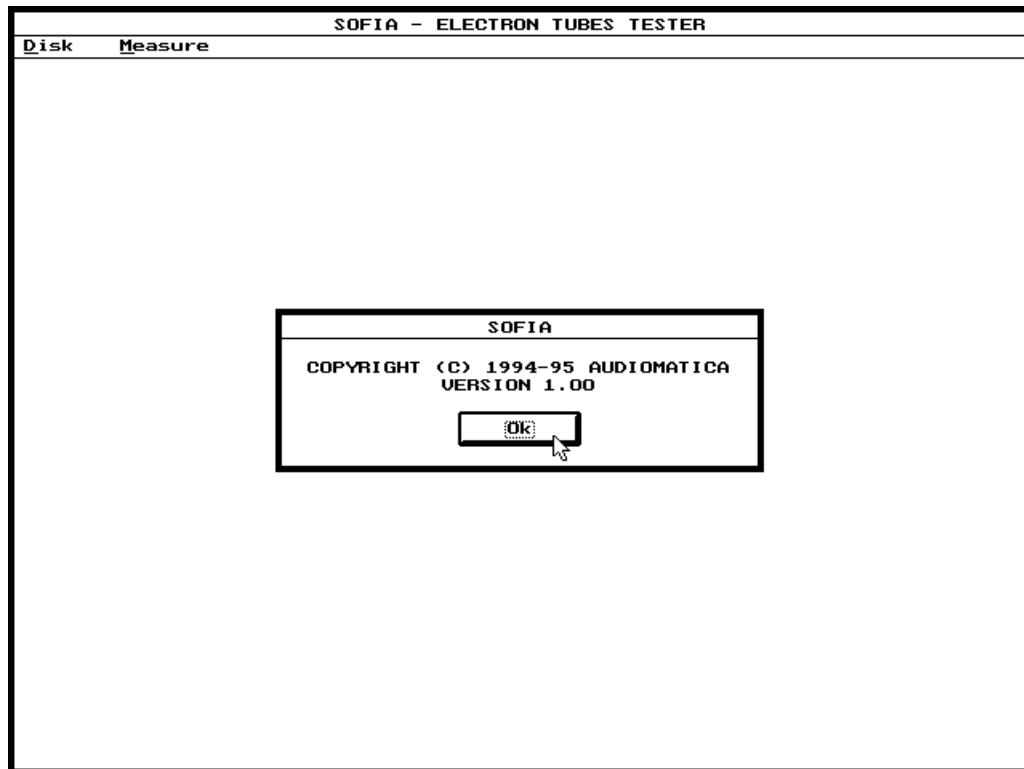 SOFIA - ELECTRON TUBES TESTER
Disk Measure
SOFIA
COPYRIGHT (C) 1994-95 AUDIOMATICA
VERSION 1.00
Ok